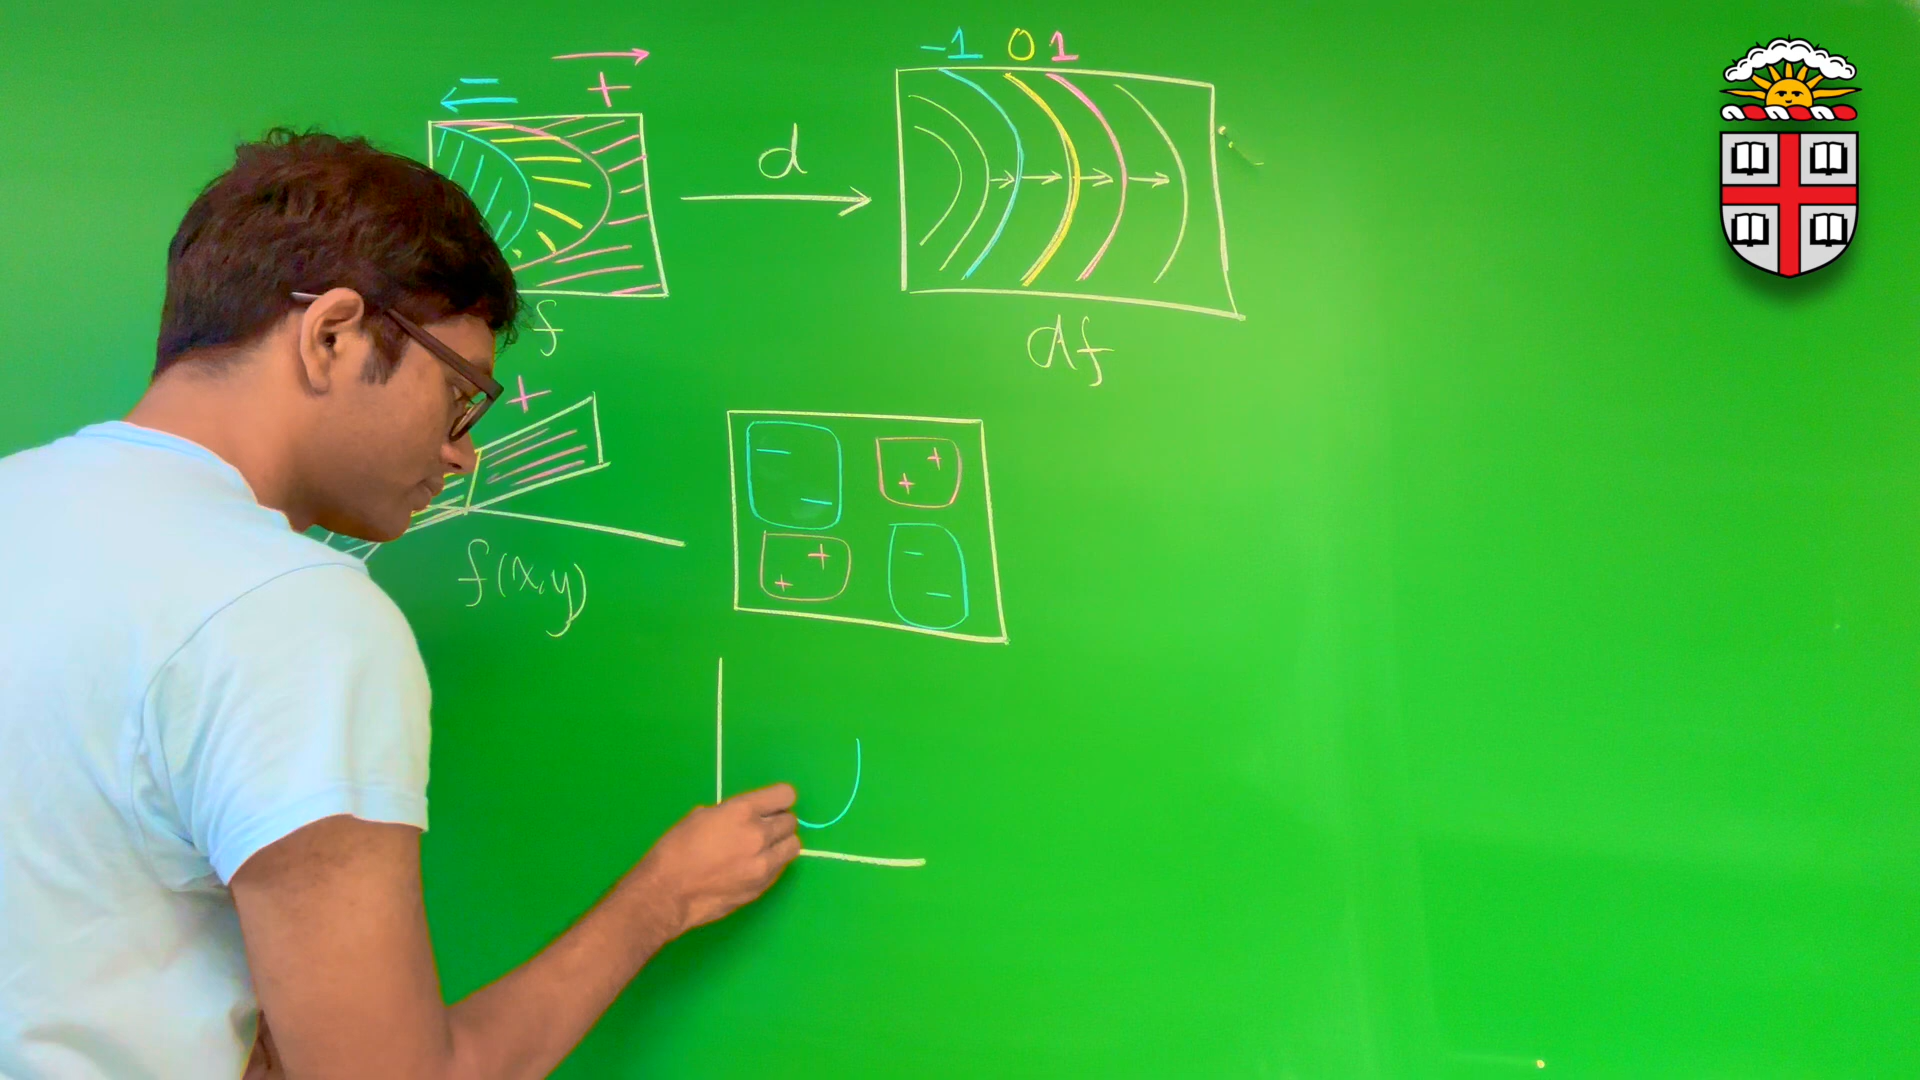 −
+
-1 0 1
d
f
df
+
f(x,y)
− +
− +
+ −
+ −